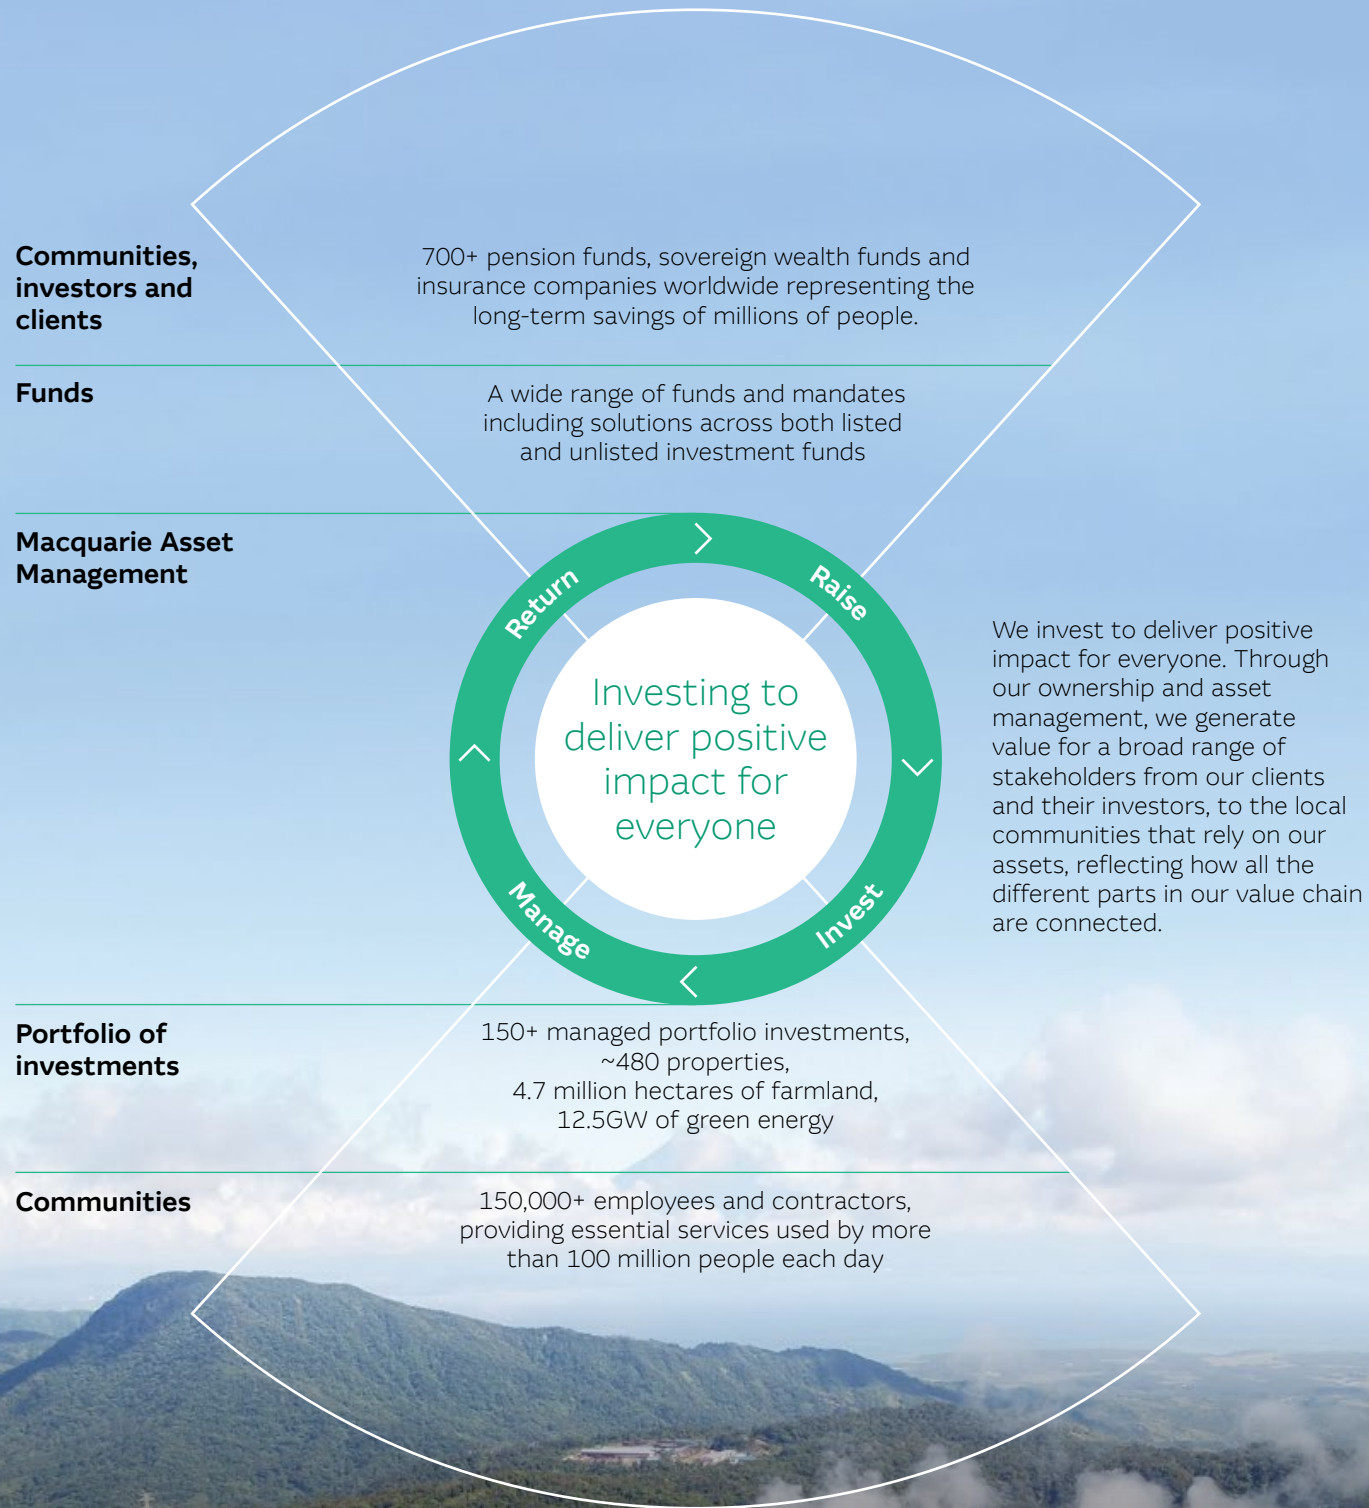 Communities,
investors and
clients
700+ pension funds, sovereign wealth funds and
insurance companies worldwide representing the
long-term savings of millions of people.
Funds
A wide range of funds and mandates
including solutions across both listed
and unlisted investment funds
Macquarie Asset
Management
Return
Raise
Investing to
deliver positive
impact for
everyone
Manage
Invest
We invest to deliver positive
impact for everyone. Through
our ownership and asset
management, we generate
value for a broad range of
stakeholders from our clients
and their investors, to the local
communities that rely on our
assets, reflecting how all the
different parts in our value chain
are connected.
Portfolio of
investments
150+ managed portfolio investments,
~480 properties,
4.7 million hectares of farmland,
12.5GW of green energy
Communities
150,000+ employees and contractors,
providing essential services used by more
than 100 million people each day